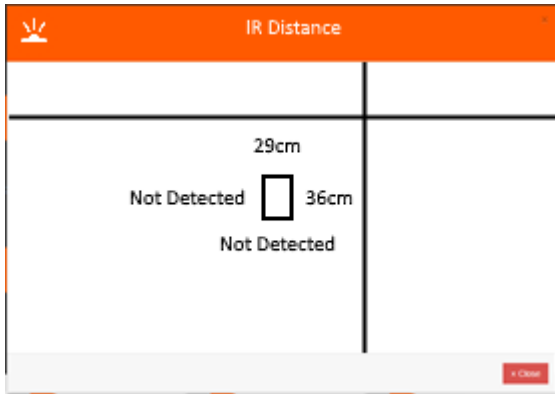 IR Distance
29cm
Not Detected 36cm
Not Detected
× Close